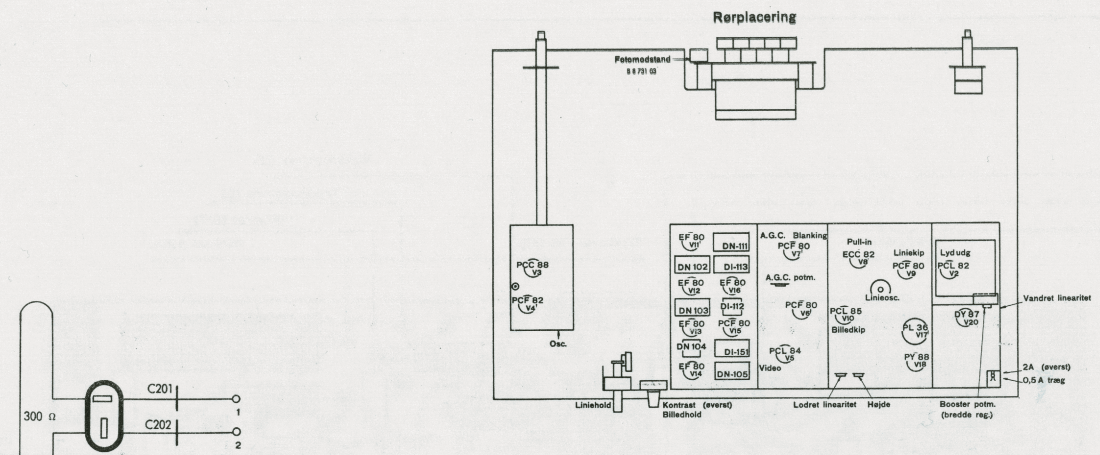 Rørplacering
Fotomodstand
S 8 731 03
PCC 88
V3
PCF 82
V4
Osc.
EF 80
V11
DN-111
DN 102
DI-113
EF 80
V12
EF 80
V16
DN 103
DI-112
EF 80
V13
PCF 80
V15
DN 104
DI-151
EF 80
V14
DN-105
A.G.C. Blanking
PCF 80
V7
A.G.C. potm.
PCF 80
V6
PCL 84
V5
Video
Pull-in
ECC 82
V8
Liniekip
PCF 80
V9
Linieosc.
PCL 85
V10
Billedkip
PL 36
V17
PY 88
V18
Lydudg
PCL 82
V2
DY 87
V20
Vandret linearitet
2A (øverst)
0,5 A træg
Liniehold
Kontrast (øverst)
Billedhold
Lodret linearitet
Højde
Booster potm.
(bredde reg.)
300 Ω
C201
1
C202
2